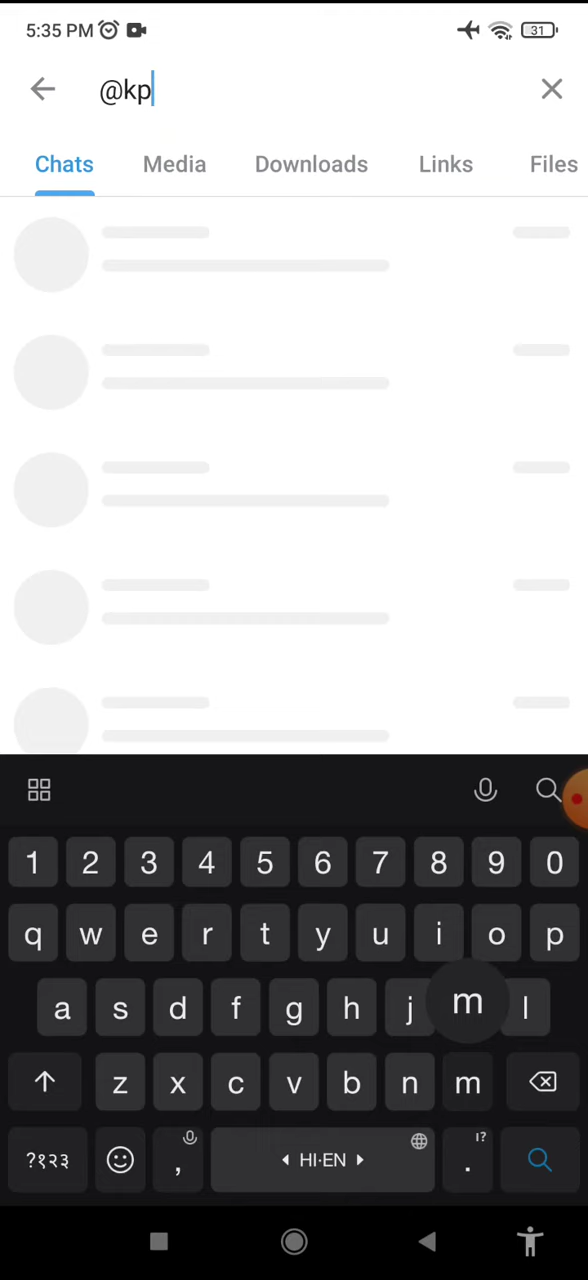 5:35 PM 31
@kp
Chats Media Downloads Links Files
1 2 3 4 5 6 7 8 9 0
q w e r t y u i o p
a s d f g h j m l
z x c v b n m
?१२३ , HI·EN . !?